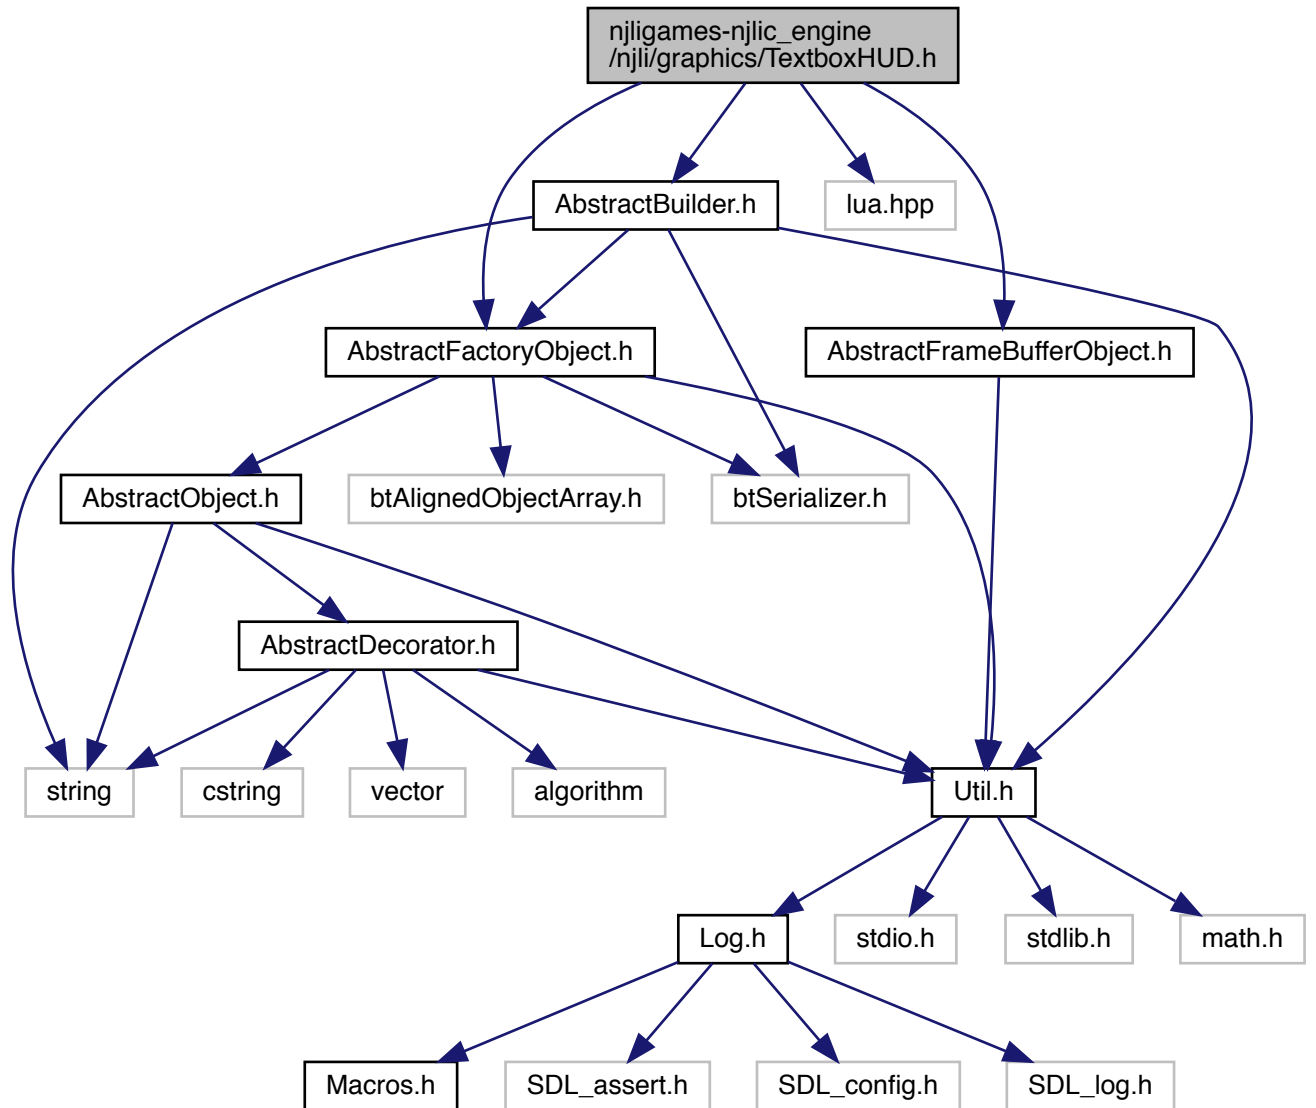 njligames-njlic_engine
/njli/graphics/TextboxHUD.h
AbstractBuilder.h
lua.hpp
AbstractFactoryObject.h
AbstractFrameBufferObject.h
AbstractObject.h
btAlignedObjectArray.h
btSerializer.h
AbstractDecorator.h
string
cstring
vector
algorithm
Util.h
Log.h
stdio.h
stdlib.h
math.h
Macros.h
SDL_assert.h
SDL_config.h
SDL_log.h